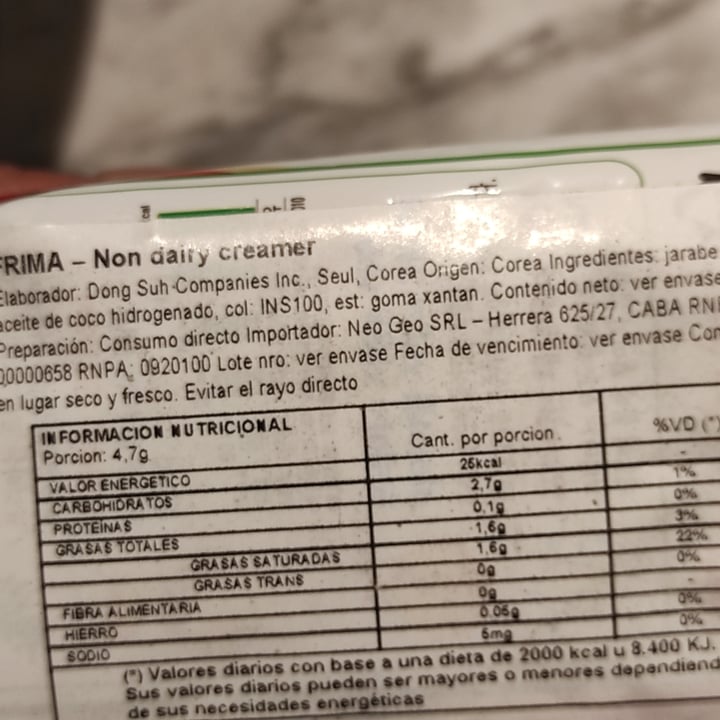 FRIMA – Non dairy creamer
Elaborador: Dong Suh Companies Inc., Seul, Corea Origen: Corea Ingredientes: jarabe
aceite de coco hidrogenado, col: INS100, est: goma xantan. Contenido neto: ver envase
Preparación: Consumo directo Importador: Neo Geo SRL – Herrera 625/27, CABA RN
00000658 RNPA: 0920100 Lote nro: ver envase Fecha de vencimiento: ver envase Con
en lugar seco y fresco. Evitar el rayo directo
INFORMACION NUTRICIONAL
Porcion: 4,7g
Cant. por porcion %VD (*)
VALOR ENERGETICO 25kcal -
CARBOHIDRATOS 2,7g 1%
PROTEINAS 0,1g 0%
GRASAS TOTALES 1,6g 3%
GRASAS SATURADAS 1,6g 22%
GRASAS TRANS 0g 0%
FIBRA ALIMENTARIA 0g -
HIERRO 0.05g 0%
SODIO 5mg 0%
(*) Valores diarios con base a una dieta de 2000 kcal u 8.400 KJ.
Sus valores diarios pueden ser mayores o menores dependiend
de sus necesidades energéticas